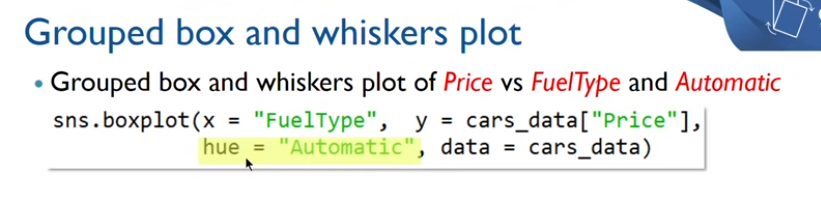 Grouped box and whiskers plot
• Grouped box and whiskers plot of Price vs FuelType and Automatic
sns.boxplot(x = "FuelType", y = cars_data["Price"],
hue = "Automatic", data = cars_data)